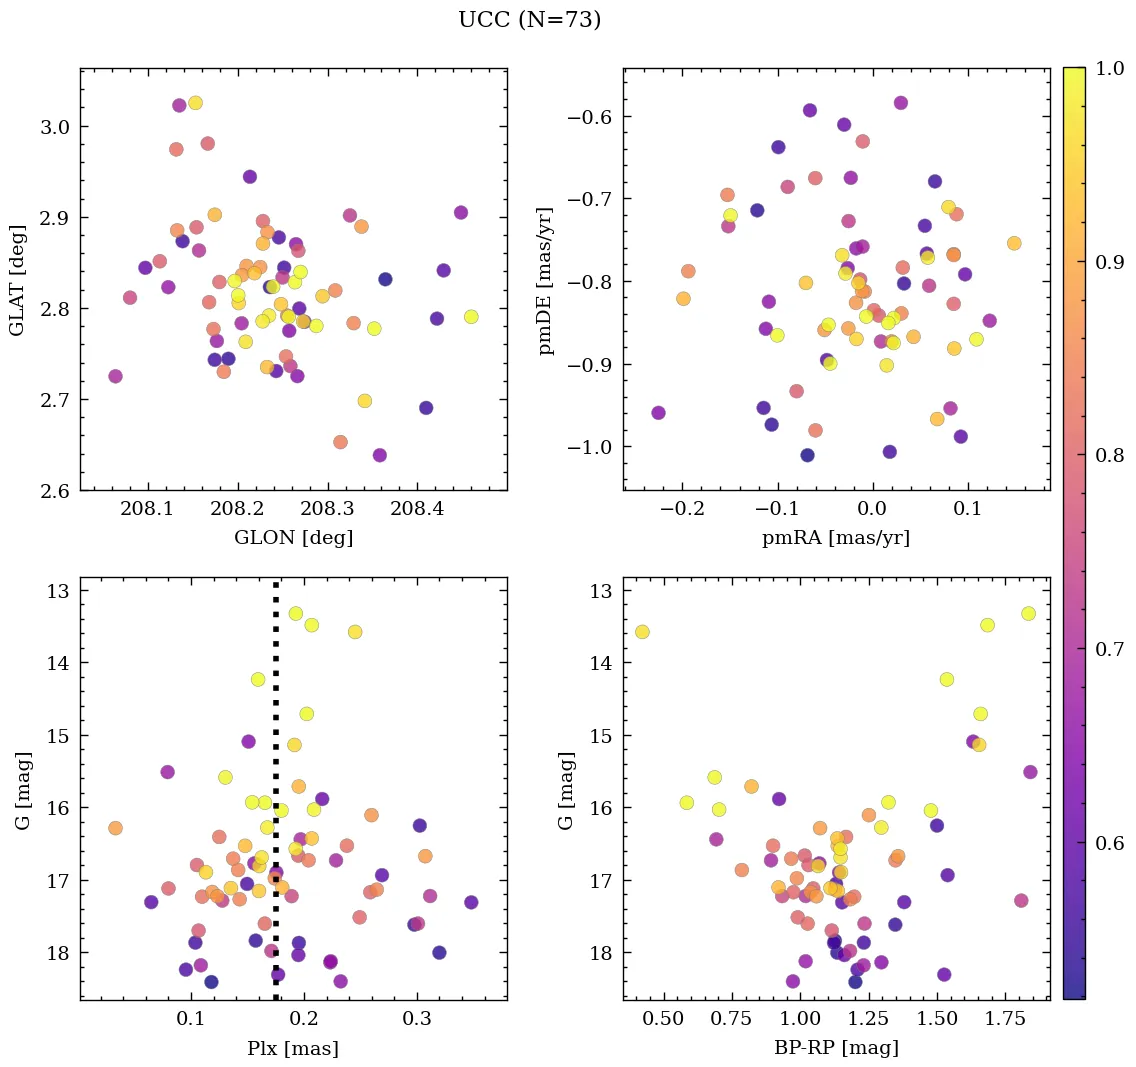 UCC (N=73)
3.0
2.9
2.8
2.7
2.6
GLAT [deg]
208.1 208.2 208.3 208.4
GLON [deg]
−0.6
−0.7
−0.8
−0.9
−1.0
pmDE [mas/yr]
−0.2 −0.1 0.0 0.1
pmRA [mas/yr]
13
14
15
16
17
18
G [mag]
0.1 0.2 0.3
Plx [mas]
13
14
15
16
17
18
G [mag]
0.50 0.75 1.00 1.25 1.50 1.75
BP-RP [mag]
1.0
0.9
0.8
0.7
0.6